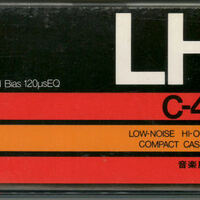 LH
Bias 120µsEQ
C-4
LOW-NOISE HI-O
COMPACT CAS
音楽